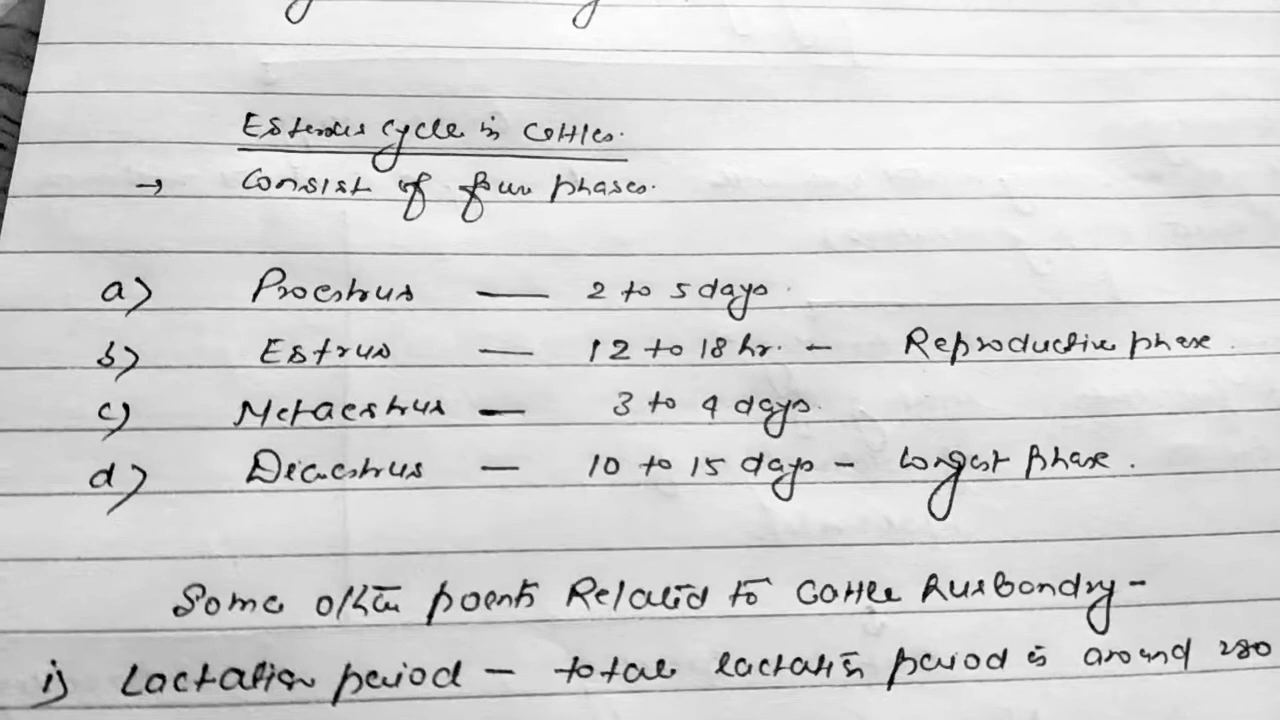 Esterous cycle in Cattles.
→ Consist of four phases.
a) Proestrus — 2 to 5 days.
b) Estrus — 12 to 18 hr. - Reproductive phase.
c) Metaestrus — 3 to 4 days.
d) Diaestrus — 10 to 15 days - Longest phase.
Some other points Related to Cattle Husbandry -
i) Lactation period - total lactation period is around 280